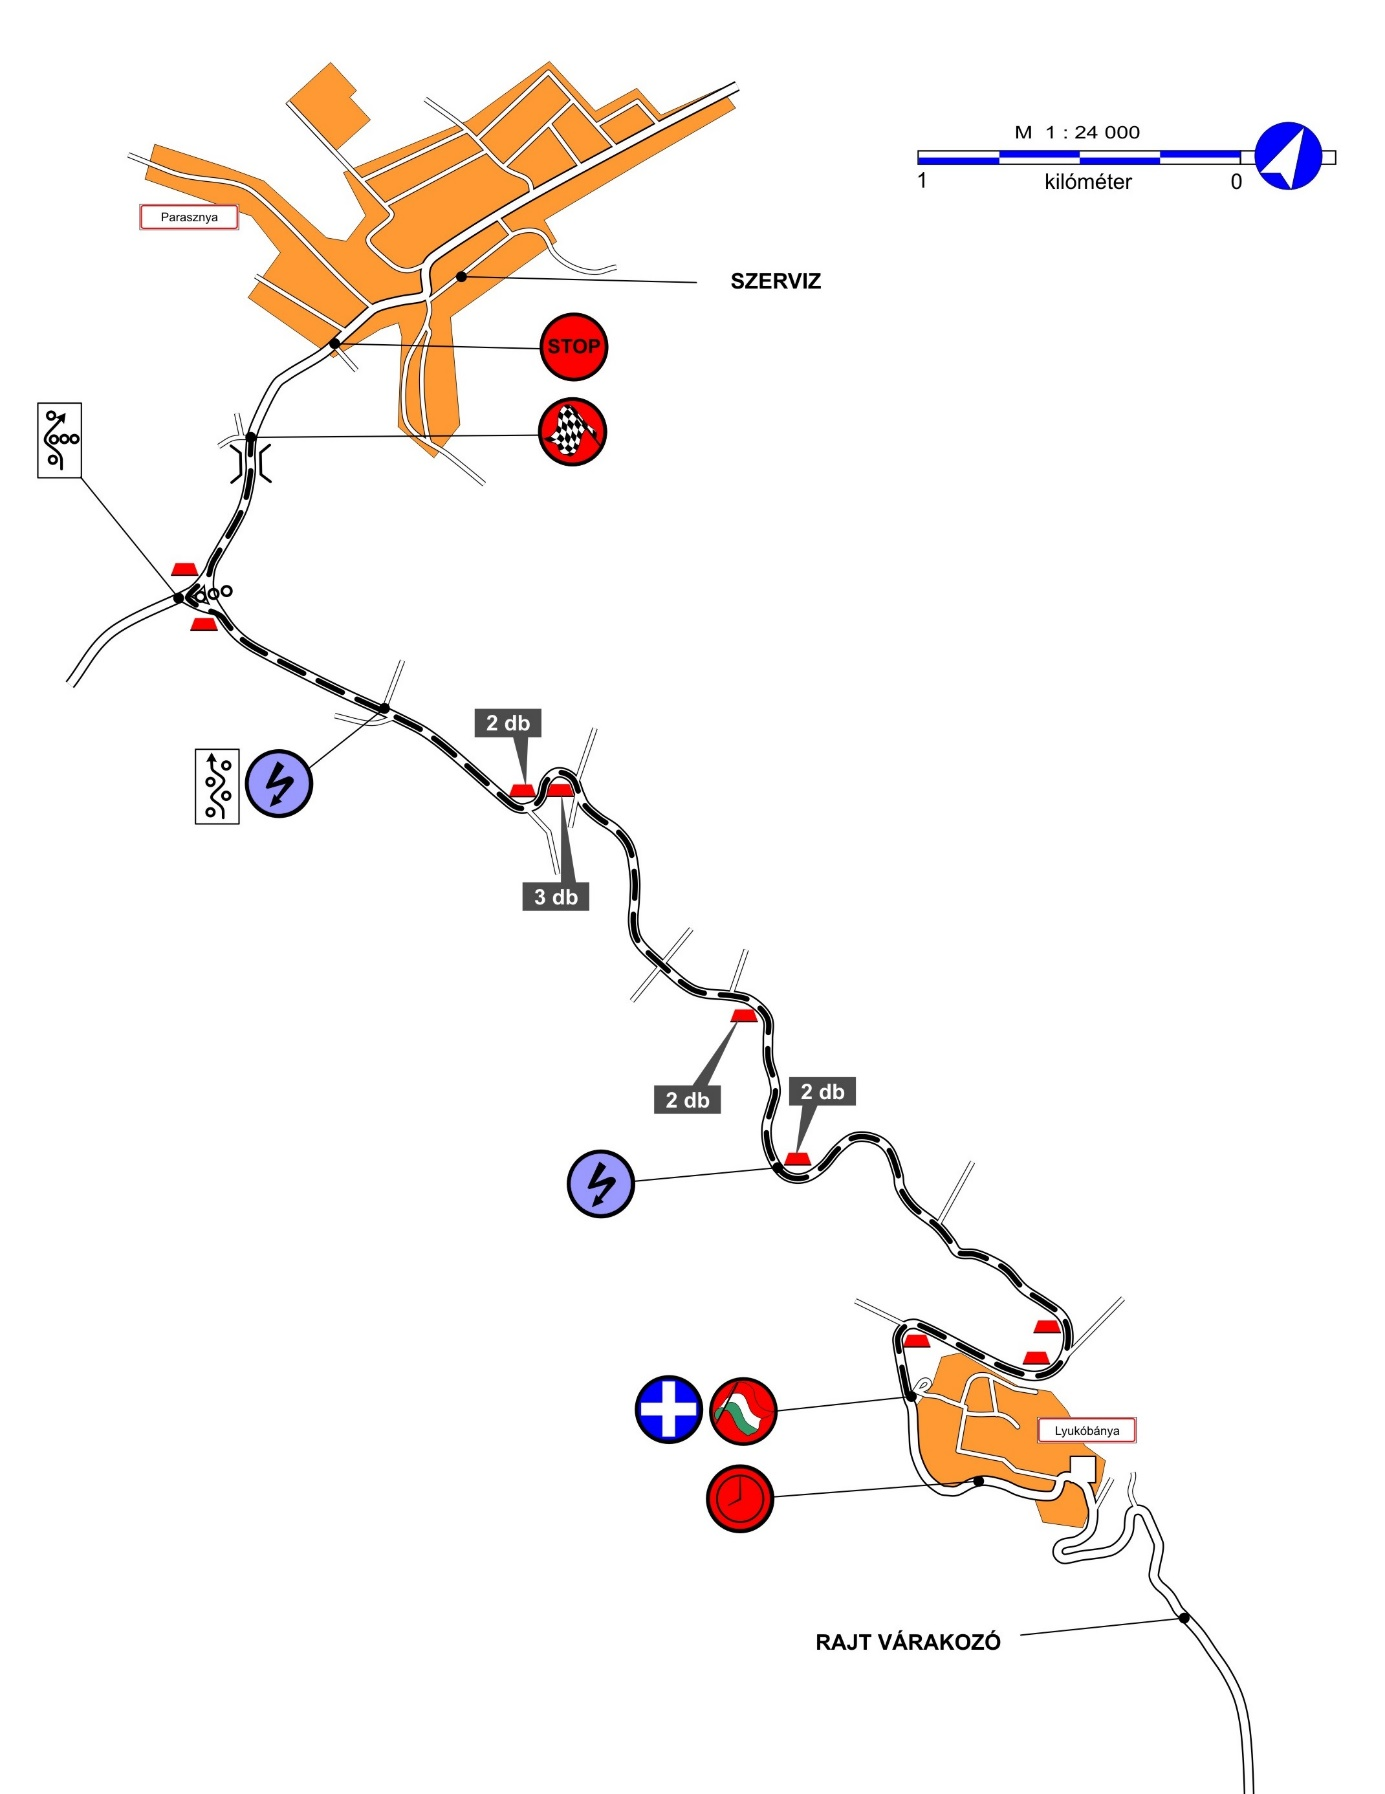 M 1 : 24 000
1 kilóméter 0
Parasznya
SZERVIZ
STOP
2 db
3 db
2 db
2 db
Lyukóbánya
RAJT VÁRAKOZÓ